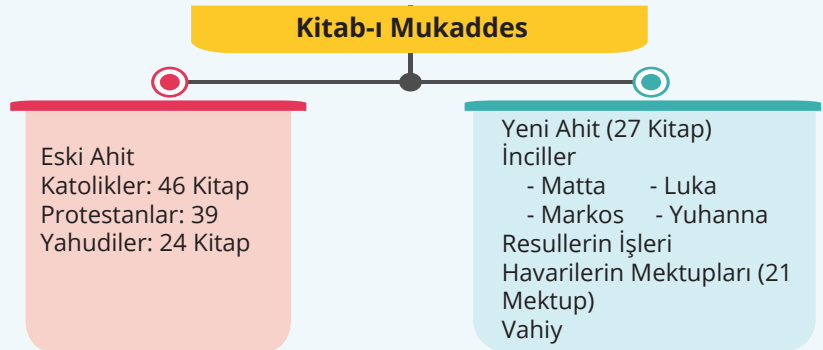 Kitab-ı Mukaddes
Eski Ahit
Katolikler: 46 Kitap
Protestanlar: 39
Yahudiler: 24 Kitap
Yeni Ahit (27 Kitap)
İnciller
- Matta - Luka
- Markos - Yuhanna
Resullerin İşleri
Havarilerin Mektupları (21
Mektup)
Vahiy